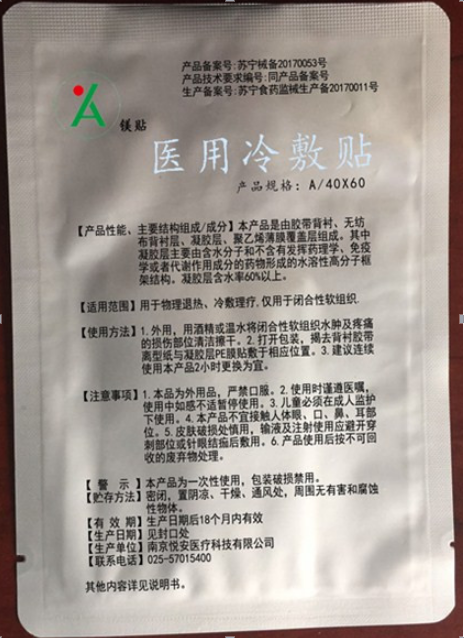 产品备案号:苏宁械备20170053号
产品技术要求编号:同产品备案号
生产备案号:苏宁食药监械生产备20170011号
镁贴
医用冷敷贴
产品规格: A/40X60
【产品性能、主要结构组成/成分】本产品是由胶带背衬、无纺
布背衬层、凝胶层、聚乙烯薄膜覆盖层组成。其中
凝胶层主要由含水分子和不含有发挥药理学、免疫
学或者代谢作用成分的药物形成的水溶性高分子框
架结构。凝胶层含水率60%以上。
【适用范围】用于物理退热、冷敷理疗,仅用于闭合性软组织.
【使用方法】1.外用,用酒精或温水将闭合性软组织水肿及疼痛
的损伤部位清洁擦干。2.打开包装,揭去背衬胶带
离型纸与凝胶层PE膜贴敷于相应位置。3.建议连续
使用本产品2小时更换为宜。
【注意事项】1.本品为外用品,严禁口服。2.使用时谨遵医嘱,
使用中如感不适暂停使用。3.儿童必须在成人监护
下使用。4.本产品不宜接触人体眼、口、鼻、耳部
位。5.皮肤破损处慎用,输液及注射使用应避开穿
刺部位或针眼结痂后敷用。6.产品使用后按不可回
收的废弃物处理。
【警 示】本产品为一次性使用,包装破损禁用。
【贮存方法】密闭,置阴凉、干燥、通风处,周围无有害和腐蚀
性物体。
【有 效 期】生产日期后18个月内有效
【生产日期】见封口处
【生产单位】南京悦安医疗科技有限公司
【联系电话】025-57015400
其他内容详见说明书。